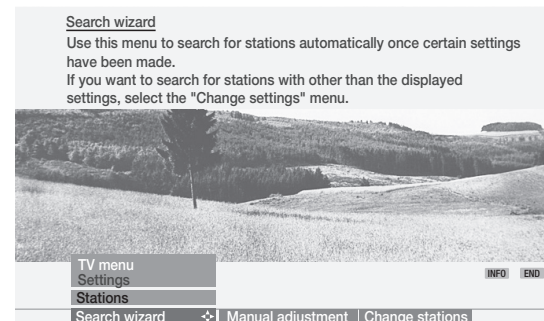 Search wizard
Use this menu to search for stations automatically once certain settings
have been made.
If you want to search for stations with other than the displayed
settings, select the "Change settings" menu.
TV menu
Settings
INFO END
Stations
Search wizard Manual adjustment Change stations